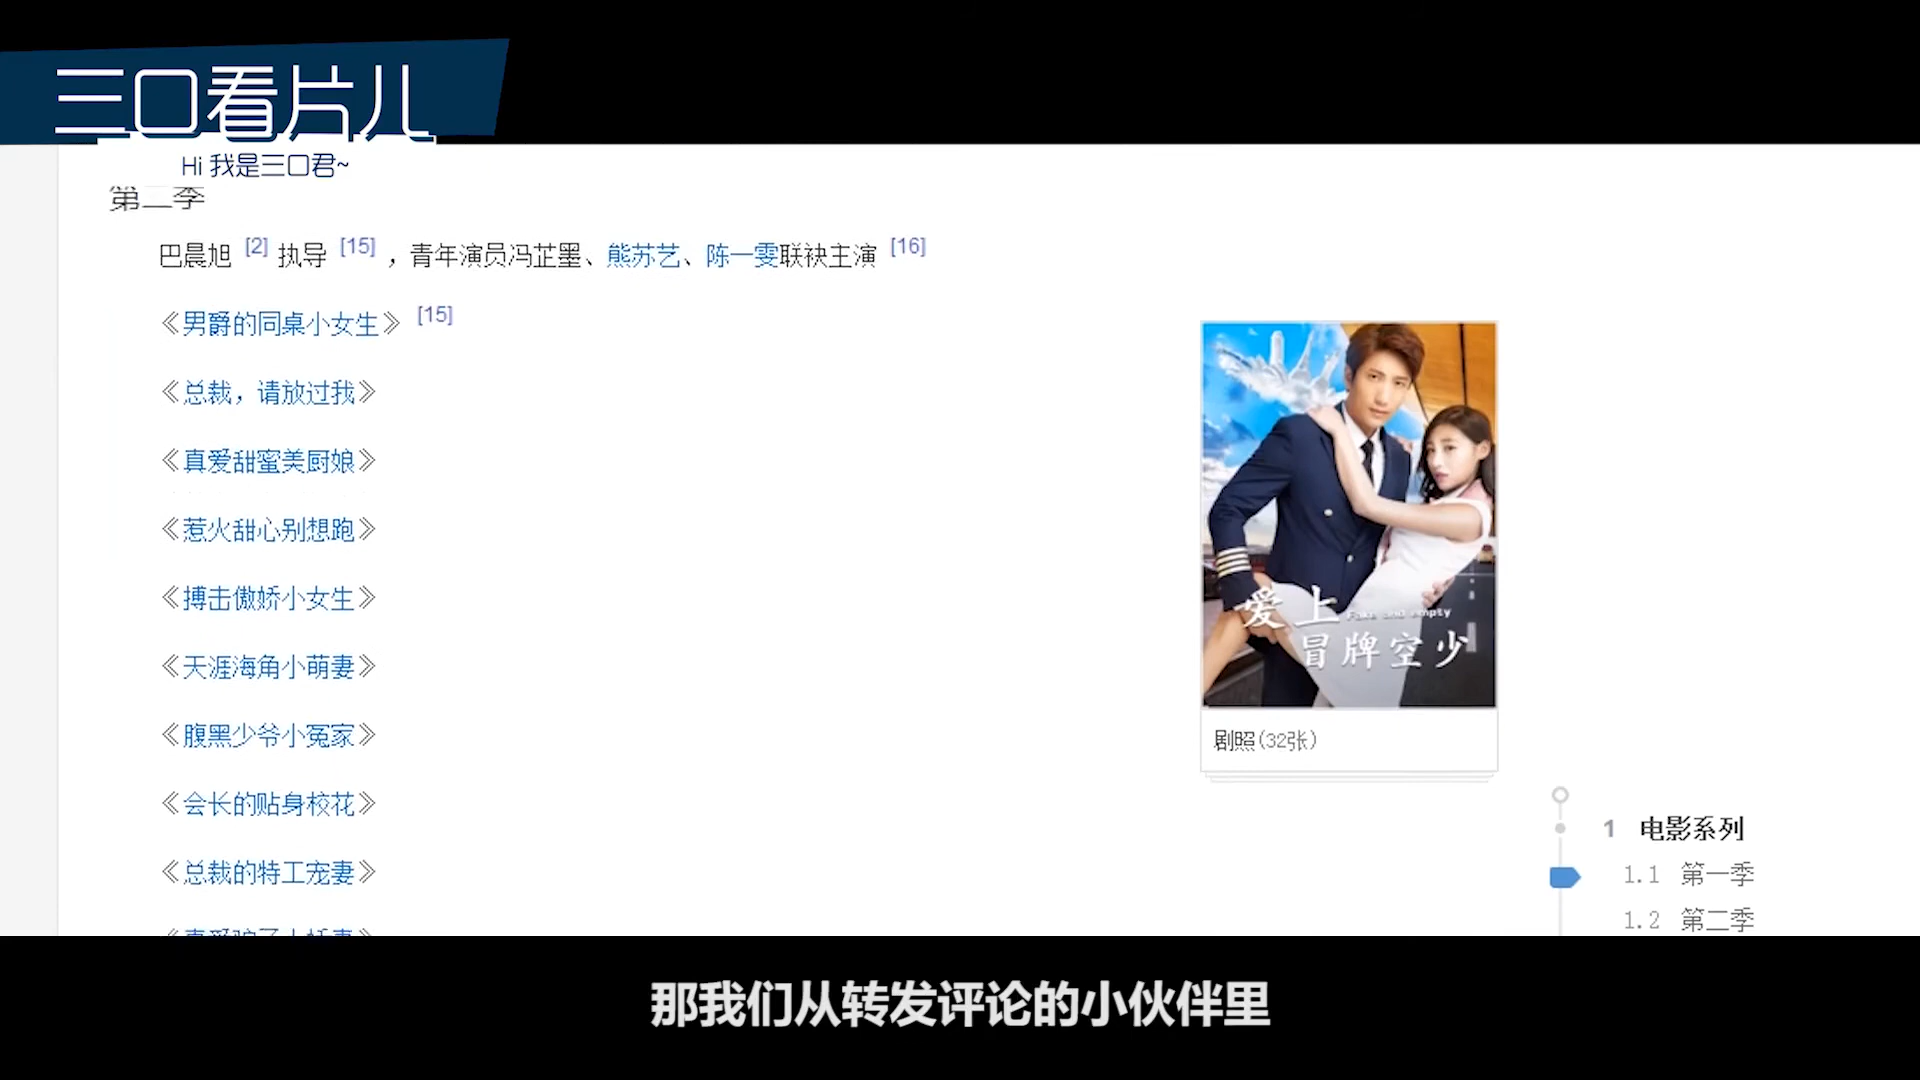 三口看片儿
Hi 我是三口君~
第二季
巴晨旭 [2] 执导 [15] ，青年演员冯芷墨、熊苏艺、陈一雯联袂主演 [16]
《男爵的同桌小女生》 [15]
《总裁，请放过我》
《真爱甜蜜美厨娘》
《惹火甜心别想跑》
《搏击傲娇小女生》
《天涯海角小萌妻》
《腹黑少爷小冤家》
《会长的贴身校花》
《总裁的特工宠妻》
爱上
冒牌空少
剧照(32张)
1 电影系列
1.1 第一季
1.2 第二季
那我们从转发评论的小伙伴里